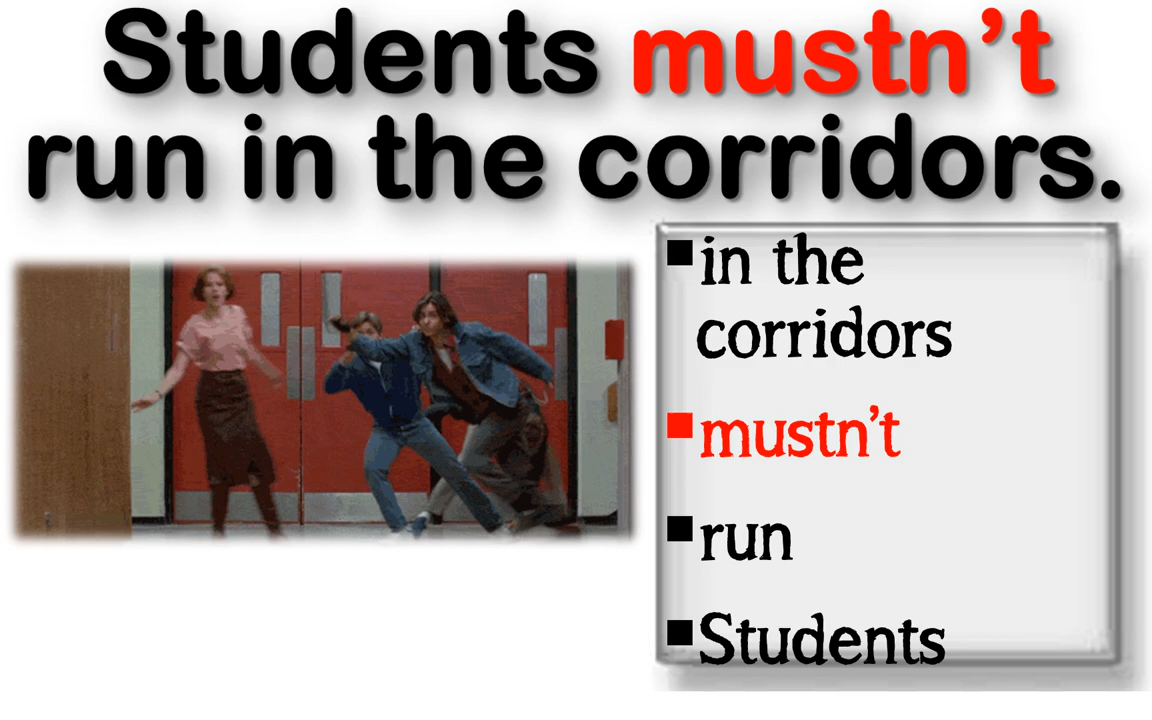 Students mustn’t
run in the corridors.
▪in the
corridors
▪mustn’t
▪run
▪Students